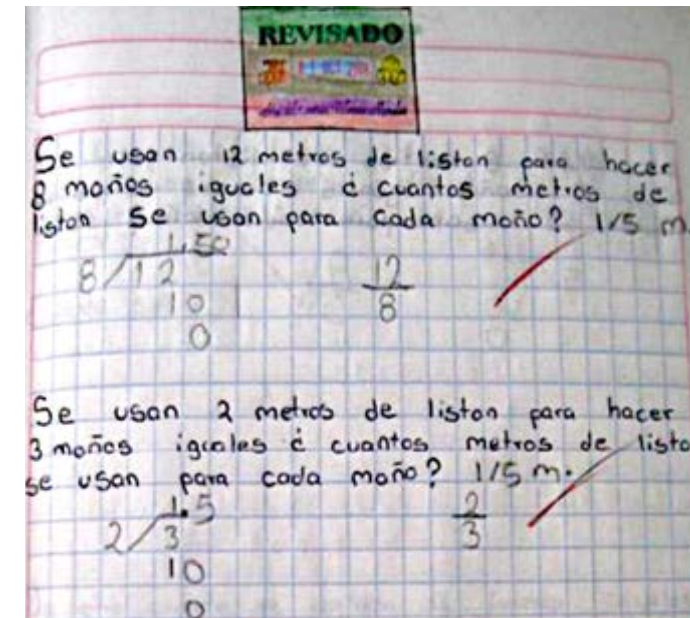 REVISADO
Se usan 12 metros de liston para hacer
8 moños iguales ¿ cuantos metros de
liston se usan para cada moño? 1/5 m.
1.50
8/12
10
0
12
8
Se usan 2 metros de liston para hacer
3 moños iguales ¿ cuantos metros de listo
se usan para cada moño? 1/5 m.
1.5
2/3
10
0
2
3